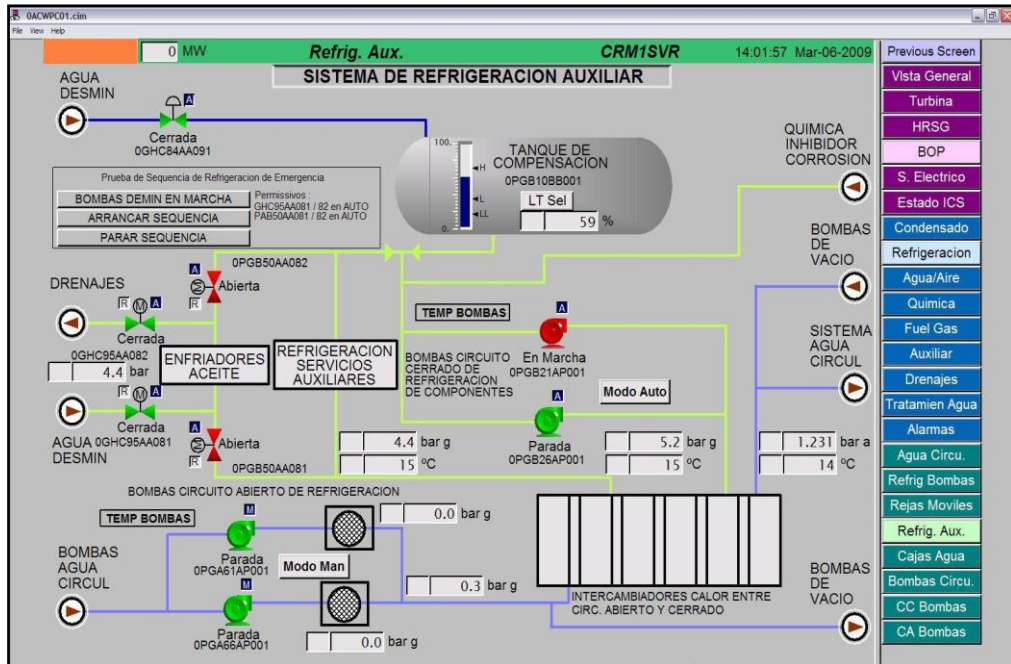 0ACWPC01.cim
File View Help
0 MW
Refrig. Aux.
CRM1SVR
14:01:57 Mar-06-2009
SISTEMA DE REFRIGERACION AUXILIAR
AGUA
DESMIN
A
Cerrada
0GHC84AA091
Prueba de Sequencia de Refrigeracion de Emergencia
BOMBAS DEMIN EN MARCHA
ARRANCAR SEQUENCIA
PARAR SEQUENCIA
Permissivos :
GHC95AA081 / 82 en AUTO
PAB50AA081 / 82 en AUTO
100.
0.
H
L
LL
TANQUE DE
COMPENSACION
0PGB10BB001
LT Sel
59 %
QUIMICA
INHIBIDOR
CORROSION
BOMBAS
DE
VACIO
SISTEMA
AGUA
CIRCUL
0PGB50AA082
A
M
R
Abierta
DRENAJES
R M A
Cerrada
0GHC95AA082
4.4 bar
ENFRIADORES
ACEITE
REFRIGERACION
SERVICIOS
AUXILIARES
R M A
Cerrada
AGUA 0GHC95AA081
DESMIN
A
M
R
Abierta
0PGB50AA081
TEMP BOMBAS
BOMBAS CIRCUITO
CERRADO DE
REFRIGERACION
DE COMPONENTES
A
En Marcha
0PGB21AP001
Modo Auto
A
Parada
0PGB26AP001
4.4 bar g
15 ºC
5.2 bar g
15 ºC
1.231 bar a
14 ºC
BOMBAS CIRCUITO ABIERTO DE REFRIGERACION
TEMP BOMBAS
0.0 bar g
M
Parada
0PGA61AP001
Modo Man
BOMBAS
AGUA
CIRCUL
M
Parada
0PGA66AP001
0.3 bar g
0.0 bar g
INTERCAMBIADORES CALOR ENTRE
CIRC. ABIERTO Y CERRADO
BOMBAS
DE
VACIO
Previous Screen
VIsta General
Turbina
HRSG
BOP
S. Electrico
Estado ICS
Condensado
Refrigeracion
Agua/Aire
Quimica
Fuel Gas
Auxiliar
Drenajes
Tratamien Agua
Alarmas
Agua Circu.
Refrig Bombas
Rejas Moviles
Refrig. Aux.
Cajas Agua
Bombas Circu.
CC Bombas
CA Bombas